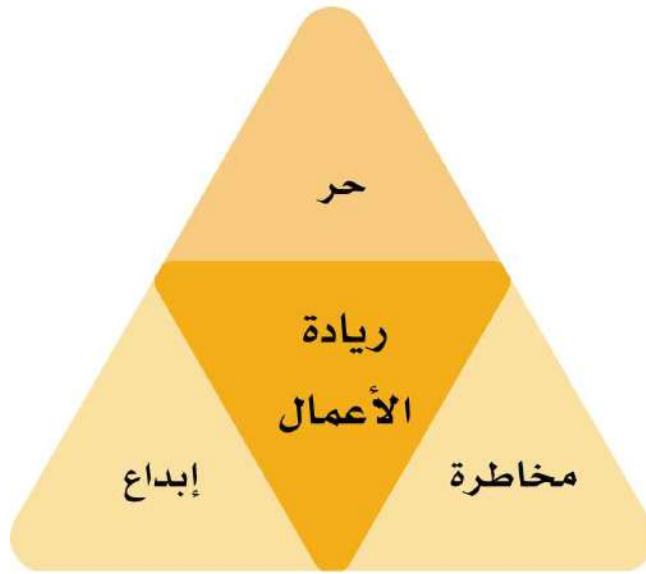 حر
ريادة
الأعمال
مخاطرة
إبداع